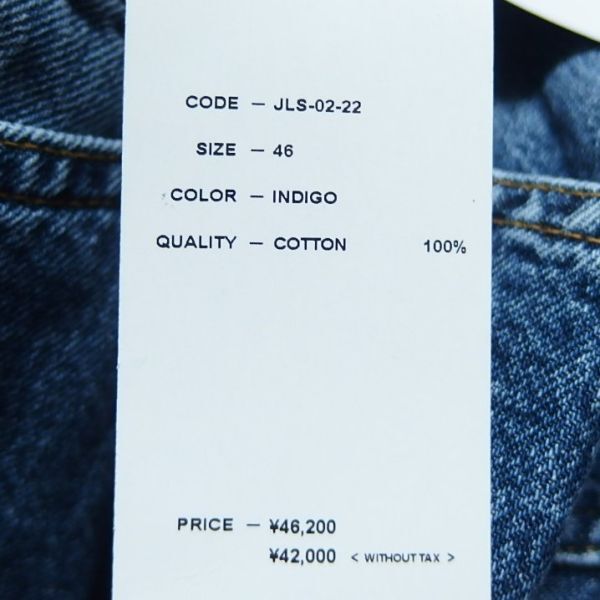 CODE — JLS-02-22
SIZE — 46
COLOR — INDIGO
QUALITY — COTTON 100%
PRICE — ¥46,200
¥42,000 < WITHOUT TAX >